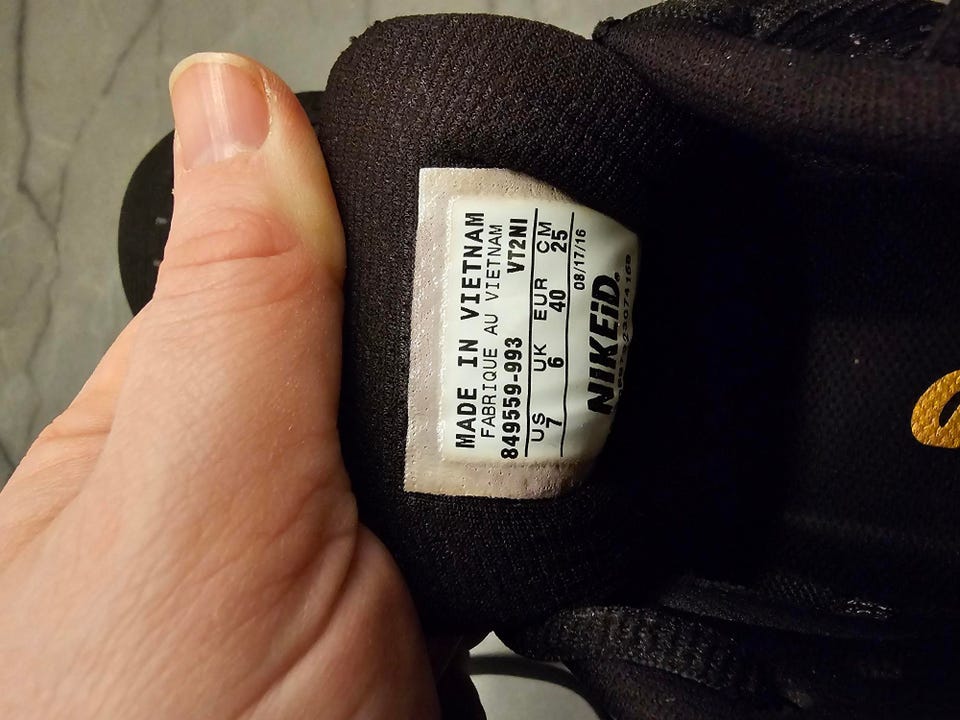 MADE IN VIETNAM
FABRIQUE AU VIETNAM
849559-993 VT2NI
US UK EUR CM
7 6 40 25
08/17/16
NIKEiD®